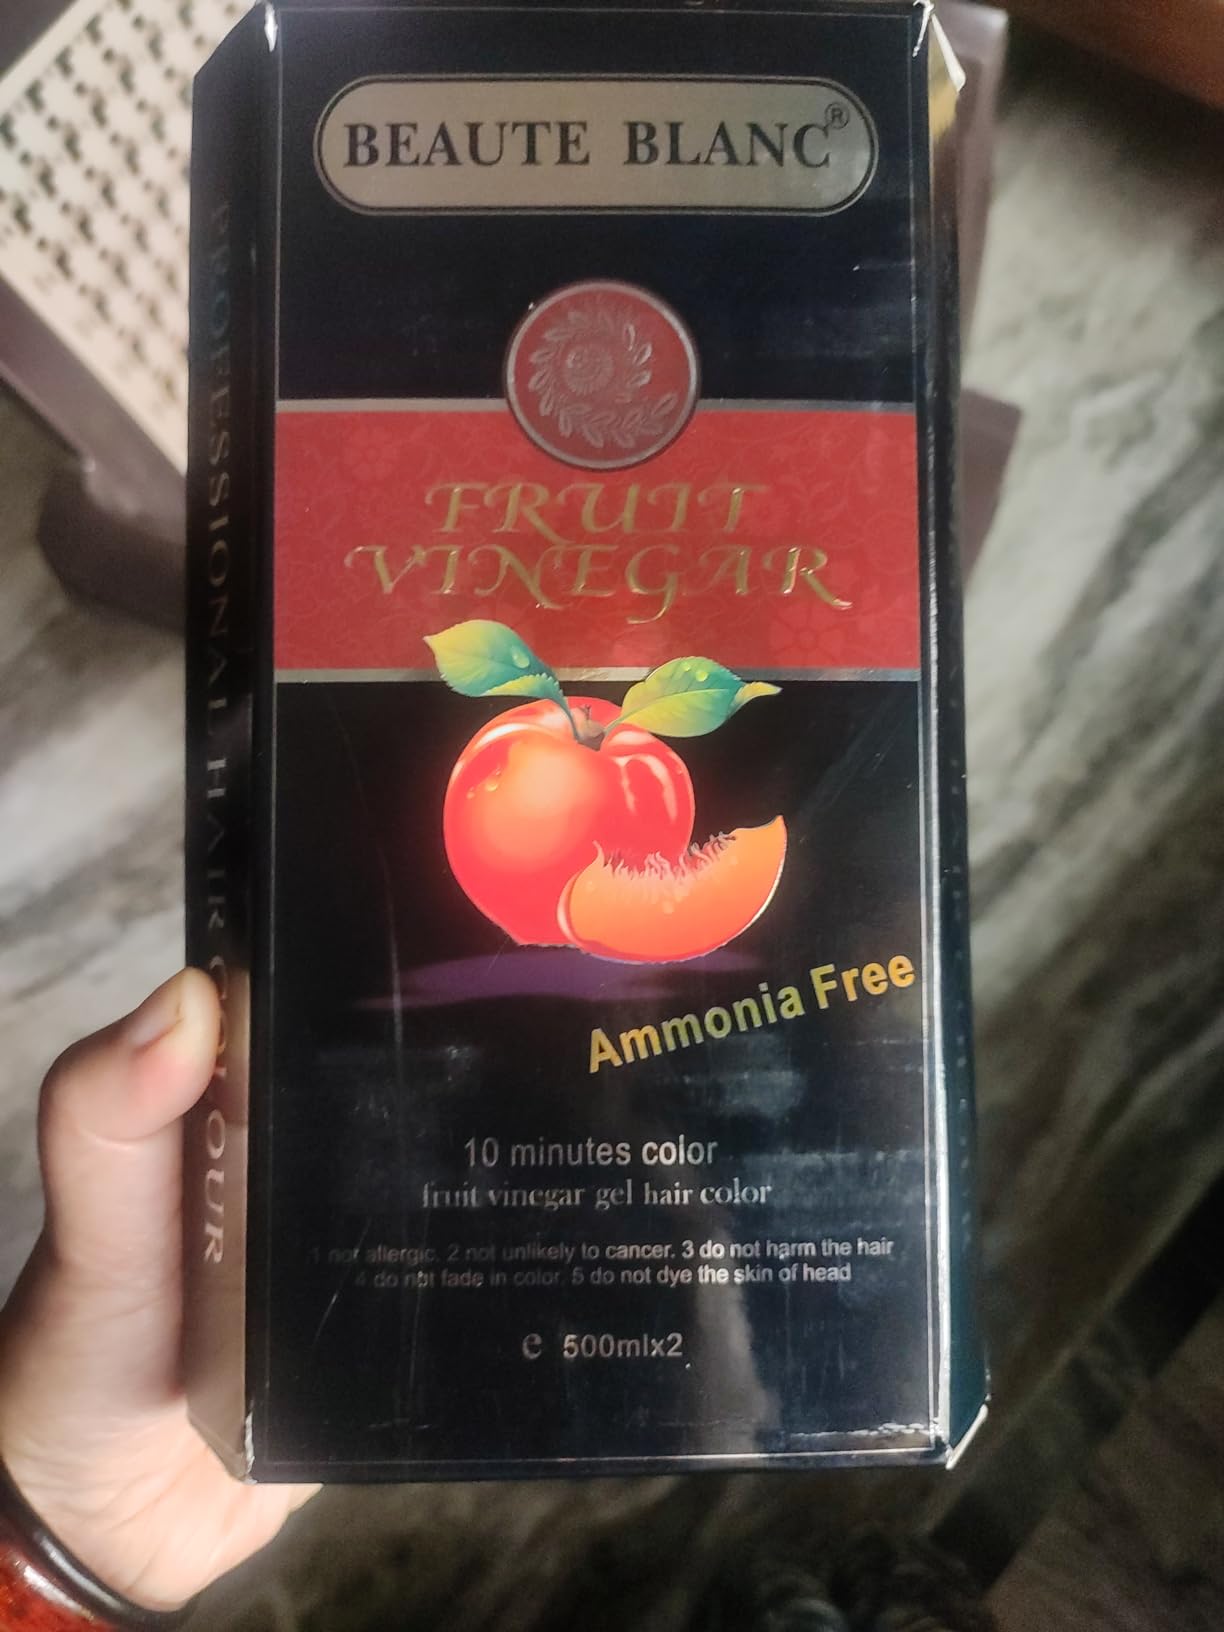 BEAUTE BLANC®
FRUIT
VINEGAR
Ammonia Free
10 minutes color
fruit vinegar gel hair color
1 nor allergic. 2 not unlikely to cancer. 3 do not harm the hair
4 do not fade in color. 5 do not dye the skin of head
e 500mlx2
PROFESSIONAL HAIR COLOUR